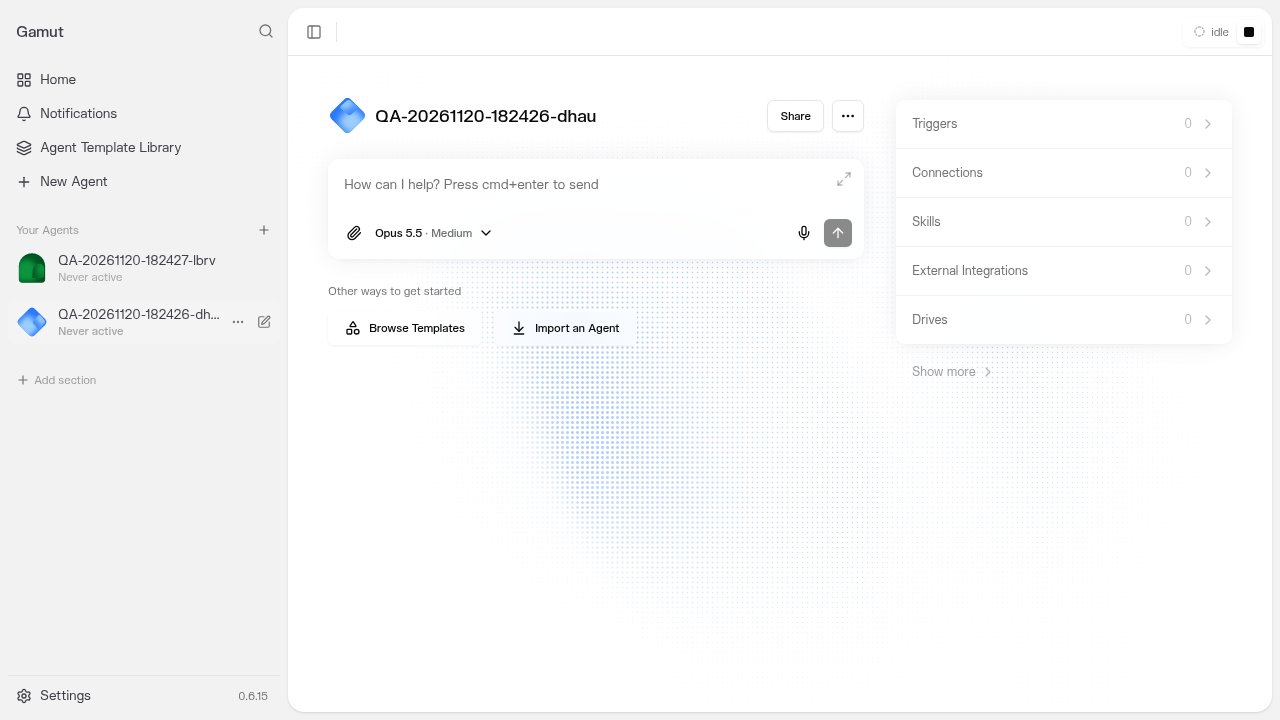 Gamut
Home
Notifications
Agent Template Library
New Agent
Your Agents
QA-20261120-182427-lbrv
Never active
QA-20261120-182426-dh...
Never active
Add section
Settings
0.6.15
idle
QA-20261120-182426-dhau
Share
How can I help? Press cmd+enter to send
Opus 5.5 · Medium
Other ways to get started
Browse Templates
Import an Agent
Triggers 0
Connections 0
Skills 0
External Integrations 0
Drives 0
Show more